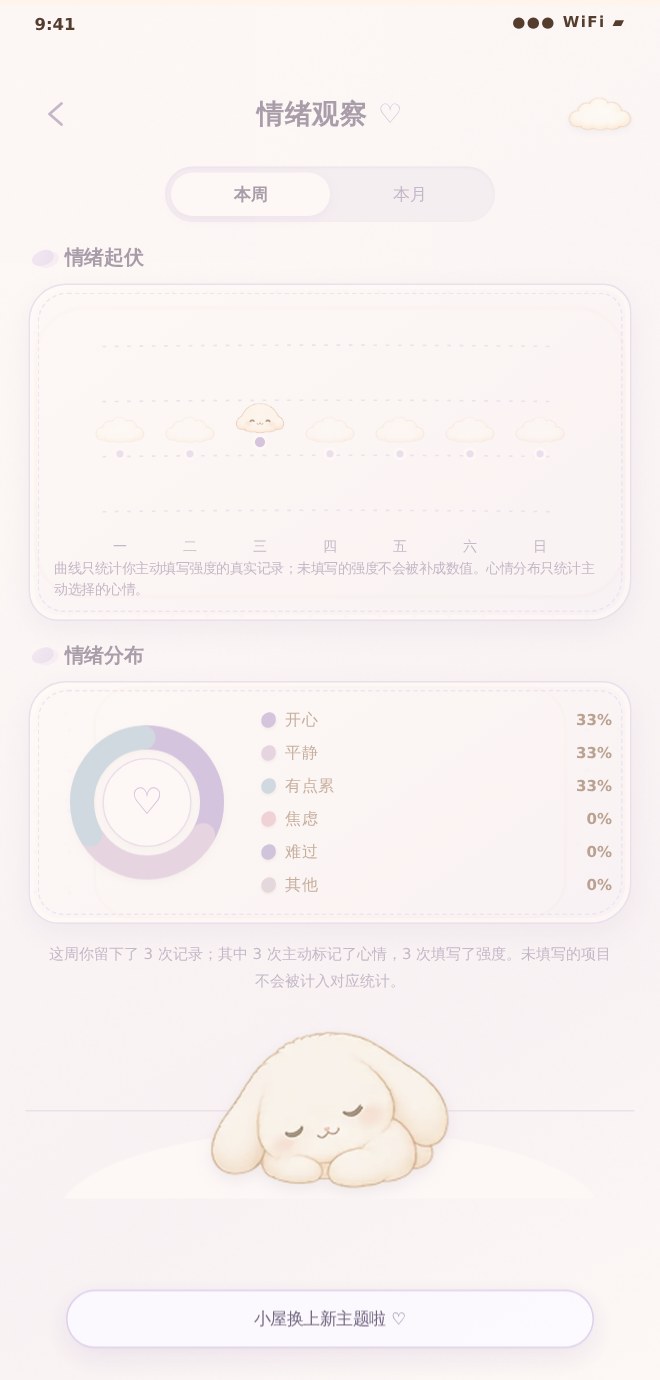 9:41 ●●● WiFi ▰
情绪观察 ♡
本周 本月
情绪起伏
一 二 三 四 五 六 日
曲线只统计你主动填写强度的真实记录；未填写的强度不会被补成数值。心情分布只统计主
动选择的心情。
情绪分布
开心 33%
平静 33%
有点累 33%
焦虑 0%
难过 0%
其他 0%
这周你留下了 3 次记录；其中 3 次主动标记了心情，3 次填写了强度。未填写的项目
不会被计入对应统计。
小屋换上新主题啦 ♡